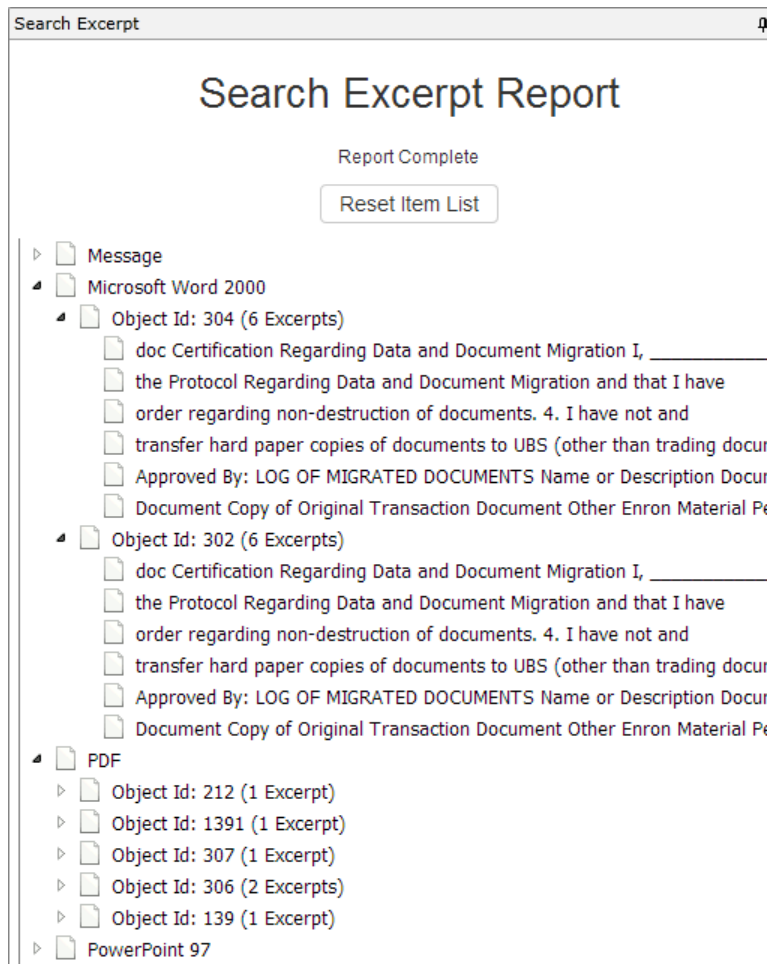 Search Excerpt
Search Excerpt Report
Report Complete
Reset Item List
Message
Microsoft Word 2000
Object Id: 304 (6 Excerpts)
doc Certification Regarding Data and Document Migration I, ____________
the Protocol Regarding Data and Document Migration and that I have
order regarding non-destruction of documents. 4. I have not and
transfer hard paper copies of documents to UBS (other than trading docu
Approved By: LOG OF MIGRATED DOCUMENTS Name or Description Docu
Document Copy of Original Transaction Document Other Enron Material Pe
Object Id: 302 (6 Excerpts)
doc Certification Regarding Data and Document Migration I, ____________
the Protocol Regarding Data and Document Migration and that I have
order regarding non-destruction of documents. 4. I have not and
transfer hard paper copies of documents to UBS (other than trading docu
Approved By: LOG OF MIGRATED DOCUMENTS Name or Description Docu
Document Copy of Original Transaction Document Other Enron Material Pe
PDF
Object Id: 212 (1 Excerpt)
Object Id: 1391 (1 Excerpt)
Object Id: 307 (1 Excerpt)
Object Id: 306 (2 Excerpts)
Object Id: 139 (1 Excerpt)
PowerPoint 97